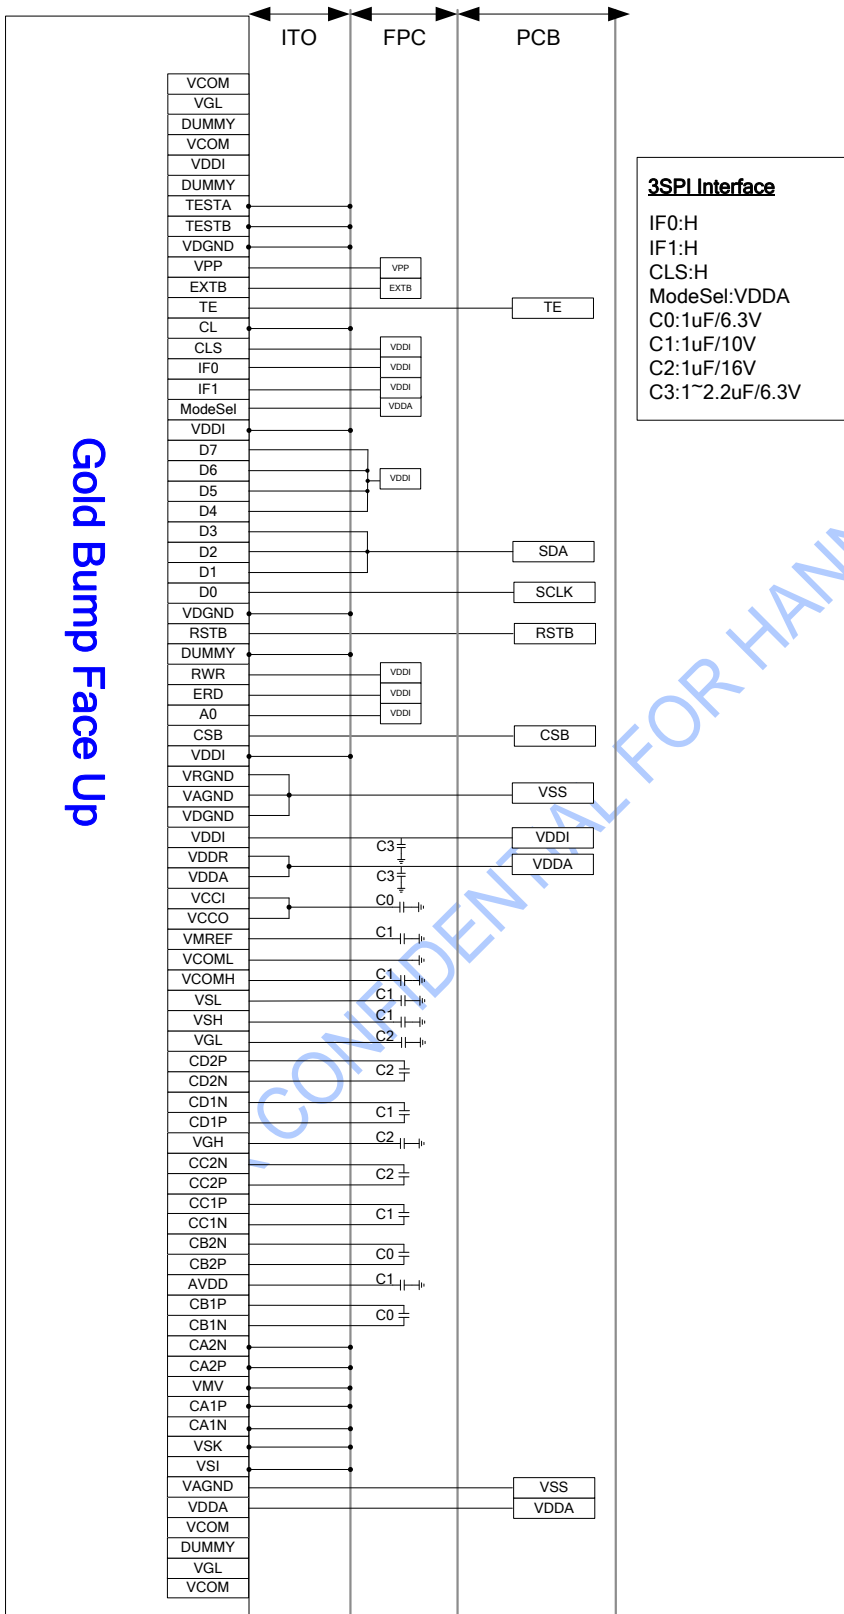 ITO FPC PCB
VCOM
VGL
DUMMY
VCOM
VDDI
DUMMY
TESTA
TESTB
VDGND
VPP VPP
EXTB EXTB
TE TE
CL
CLS VDDI
IF0 VDDI
IF1 VDDI
ModeSel VDDA
VDDI
D7
D6
VDDI
D5
D4
D3
D2 SDA
D1
D0 SCLK
VDGND
RSTB RSTB
DUMMY
RWR VDDI
ERD VDDI
A0 VDDI
CSB CSB
VDDI
VRGND
VAGND VSS
VDGND
VDDI VDDI
C3
VDDR
VDDA
VDDA C3
VCCI
C0
VCCO
VMREF C1
VCOML
VCOMH C1
VSL C1
VSH C1
VGL C2
CD2P
C2
CD2N
CD1N
C1
CD1P
VGH C2
CC2N
C2
CC2P
CC1P
C1
CC1N
CB2N
C0
CB2P
AVDD C1
CB1P
C0
CB1N
CA2N
CA2P
VMV
CA1P
CA1N
VSK
VSI
VAGND VSS
VDDA VDDA
VCOM
DUMMY
VGL
VCOM
Gold Bump Face Up
3SPI Interface
IF0:H
IF1:H
CLS:H
ModeSel:VDDA
C0:1uF/6.3V
C1:1uF/10V
C2:1uF/16V
C3:1~2.2uF/6.3V
CONFIDENTIAL FOR